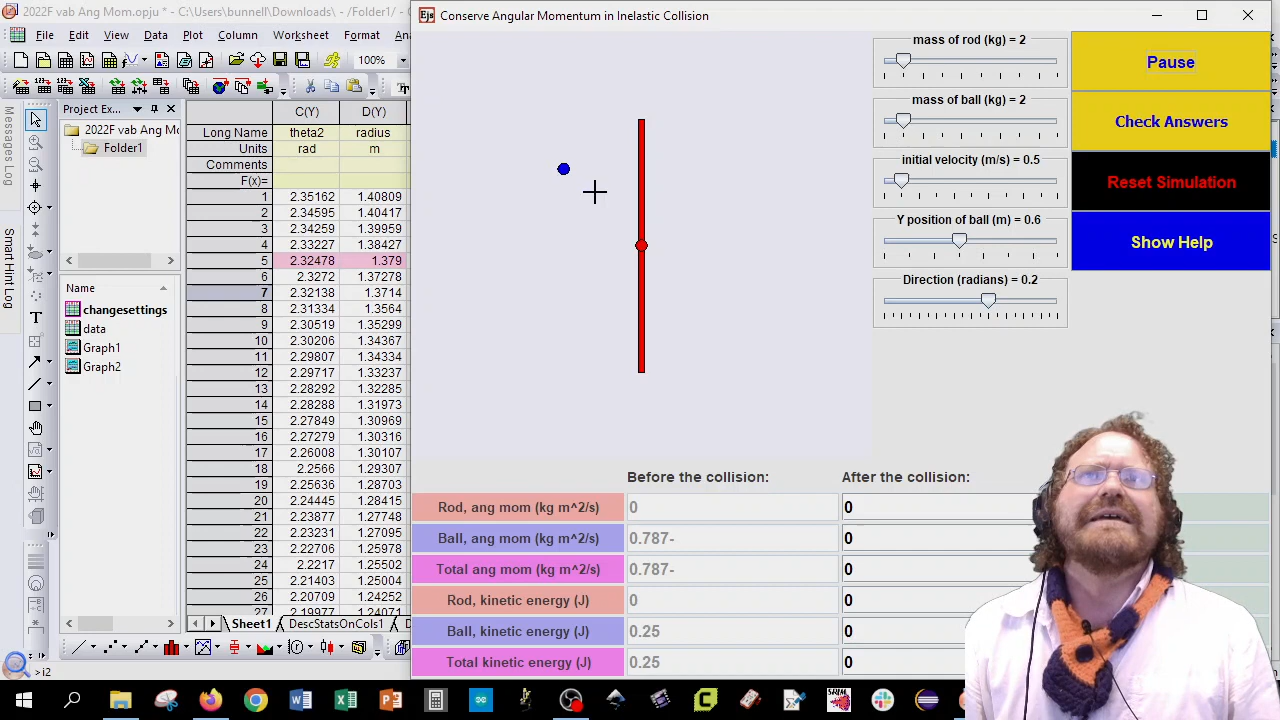 2022F vab Ang Mom.opju * - C:\Users\bunnell\Downloads\ - /Folder1/ -
File Edit View Data Plot Column Worksheet Format
100%
Messages Log
Smart Hint Log
Project Ex...
2022F vab Ang Mo
Folder1
Name
changesettings
data
Graph1
Graph2
C(Y) D(Y)
Long Name theta2 radius
Units rad m
Comments
F(x)=
1 2.35162 1.40809
2 2.34595 1.40417
3 2.34259 1.39959
4 2.33227 1.38427
5 2.32478 1.379
6 2.3272 1.37278
7 2.32138 1.3714
8 2.31334 1.3564
9 2.30519 1.35299
10 2.30206 1.34367
11 2.29807 1.34334
12 2.29717 1.33237
13 2.28292 1.32285
14 2.28288 1.31973
15 2.27849 1.30969
16 2.27279 1.30316
17 2.26008 1.30107
18 2.2566 1.29307
19 2.25636 1.28703
20 2.24445 1.28415
21 2.23877 1.27748
22 2.23231 1.27095
23 2.22706 1.25978
24 2.2217 1.25502
25 2.21403 1.25004
26 2.20709 1.24252
27 2.19977 1.24071
Sheet1 DescStatsOnCols1
>i2
Ejs Conserve Angular Momentum in Inelastic Collision
mass of rod (kg) = 2
mass of ball (kg) = 2
initial velocity (m/s) = 0.5
Y position of ball (m) = 0.6
Direction (radians) = 0.2
Pause
Check Answers
Reset Simulation
Show Help
Before the collision: After the collision:
Rod, ang mom (kg m^2/s) 0 0
Ball, ang mom (kg m^2/s) 0.787- 0
Total ang mom (kg m^2/s) 0.787- 0
Rod, kinetic energy (J) 0 0
Ball, kinetic energy (J) 0.25 0
Total kinetic energy (J) 0.25 0